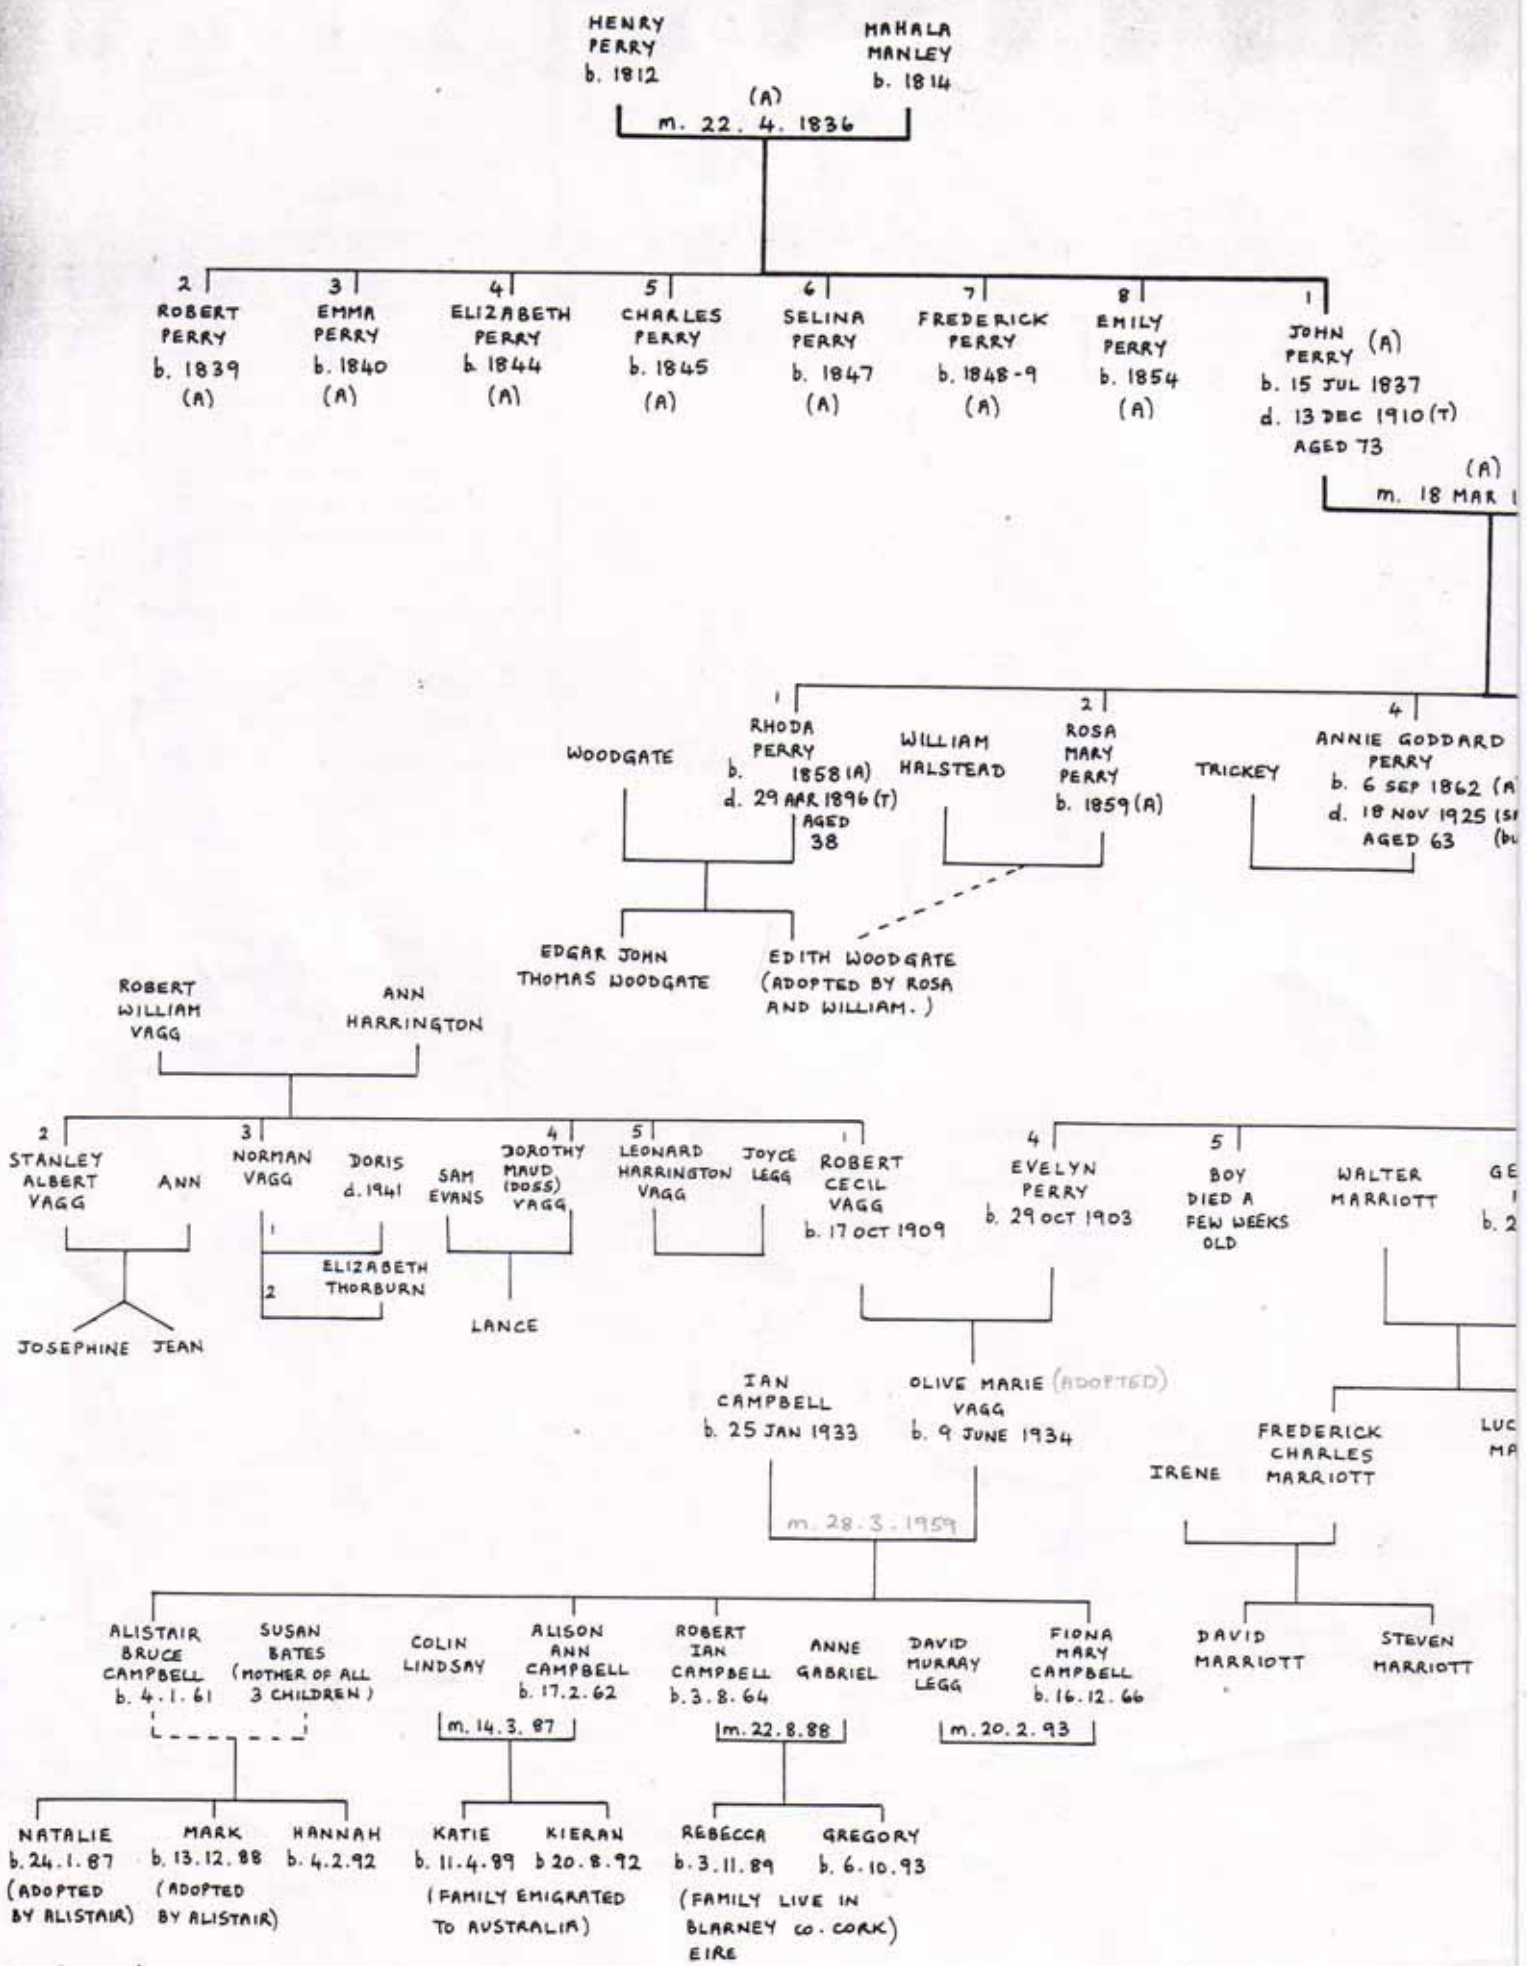 HENRY
PERRY
b. 1812
MAHALA
MANLEY
b. 1814
(A)
m. 22. 4. 1836
2
ROBERT
PERRY
b. 1839
(A)
3
EMMA
PERRY
b. 1840
(A)
4
ELIZABETH
PERRY
b. 1844
(A)
5
CHARLES
PERRY
b. 1845
(A)
6
SELINA
PERRY
b. 1847
(A)
7
FREDERICK
PERRY
b. 1848-9
(A)
8
EMILY
PERRY
b. 1854
(A)
1
JOHN
PERRY (A)
b. 15 JUL 1837
d. 13 DEC 1910 (T)
AGED 73
(A)
m. 18 MAR 1
WOODGATE
1
RHODA
PERRY
b. 1858 (A)
d. 29 AAR 1896 (T)
AGED
38
WILLIAM
HALSTEAD
2
ROSA
MARY
PERRY
b. 1859 (A)
TRICKEY
4
ANNIE GODDARD
PERRY
b. 6 SEP 1862 (A
d. 18 NOV 1925
AGED 63
EDGAR JOHN
THOMAS WOODGATE
EDITH WOODGATE
(ADOPTED BY ROSA
AND WILLIAM.)
ROBERT
WILLIAM
VAGG
ANN
HARRINGTON
2
STANLEY
ALBERT
VAGG
ANN
3
NORMAN
VAGG
DORIS
d. 1941
SAM
EVANS
4
DOROTHY
MAUD
(DOSS)
VAGG
5
LEONARD
HARRINGTON
VAGG
JOYCE
LEGG
1
ROBERT
CECIL
VAGG
b. 17 OCT 1909
4
EVELYN
PERRY
b. 29 OCT 1903
5
BOY
DIED A
FEW WEEKS
OLD
WALTER
MARRIOTT
GE
b. 2
1
2
ELIZABETH
THORBURN
JOSEPHINE JEAN
LANCE
IAN
CAMPBELL
b. 25 JAN 1933
OLIVE MARIE (ADOPTED)
VAGG
b. 9 JUNE 1934
m. 28.3.1959
IRENE
FREDERICK
CHARLES
MARRIOTT
LUC
MA
ALISTAIR
BRUCE
CAMPBELL
b. 4.1.61
SUSAN
BATES
(MOTHER OF ALL
3 CHILDREN)
COLIN
LINDSAY
ALISON
ANN
CAMPBELL
b. 17.2.62
m. 14.3.87
ROBERT
IAN
CAMPBELL
b. 3.8.64
ANNE
GABRIEL
m. 22.8.88
DAVID
MURRAY
LEGG
FIONA
MARY
CAMPBELL
b. 16.12.66
m. 20.2.93
DAVID
MARRIOTT
STEVEN
MARRIOTT
NATALIE
b. 24.1.87
(ADOPTED
BY ALISTAIR)
MARK
b. 13.12.88
(ADOPTED
BY ALISTAIR)
HANNAH
b. 4.2.92
KATIE
b. 11.4.89
KIERAN
b 20.8.92
(FAMILY EMIGRATED
TO AUSTRALIA)
REBECCA
b. 3.11.89
GREGORY
b. 6.10.93
(FAMILY LIVE IN
BLARNEY CO. CORK)
EIRE